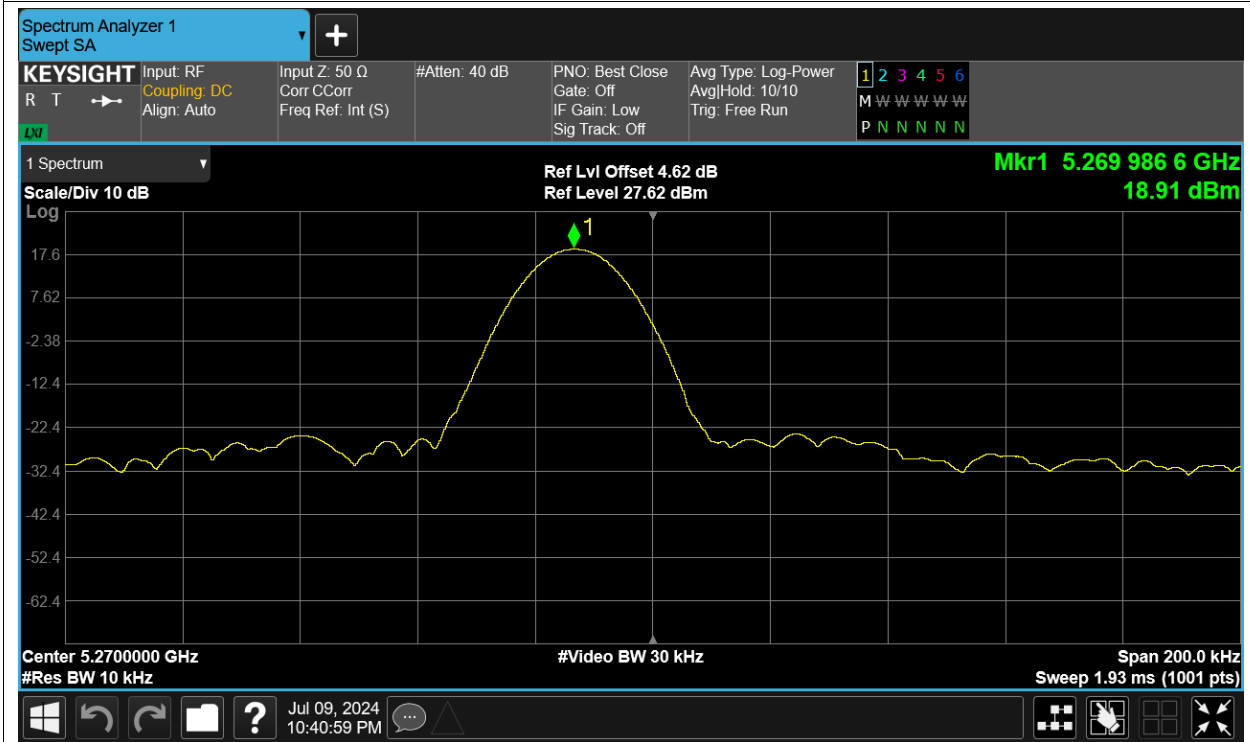 Spectrum Analyzer 1
Swept SA
KEYSIGHT
R T
LXI
Input: RF
Coupling: DC
Align: Auto
Input Z: 50 Ω
Corr CCorr
Freq Ref: Int (S)
#Atten: 40 dB
PNO: Best Close
Gate: Off
IF Gain: Low
Sig Track: Off
Avg Type: Log-Power
Avg|Hold: 10/10
Trig: Free Run
1 2 3 4 5 6
M W W W W W
P N N N N N
1 Spectrum
Scale/Div 10 dB
Log
Ref Lvl Offset 4.62 dB
Ref Level 27.62 dBm
Mkr1 5.269 986 6 GHz
18.91 dBm
1
17.6
7.62
-2.38
-12.4
-22.4
-32.4
-42.4
-52.4
-62.4
Center 5.2700000 GHz
#Video BW 30 kHz
Span 200.0 kHz
#Res BW 10 kHz
Sweep 1.93 ms (1001 pts)
?
Jul 09, 2024
10:40:59 PM